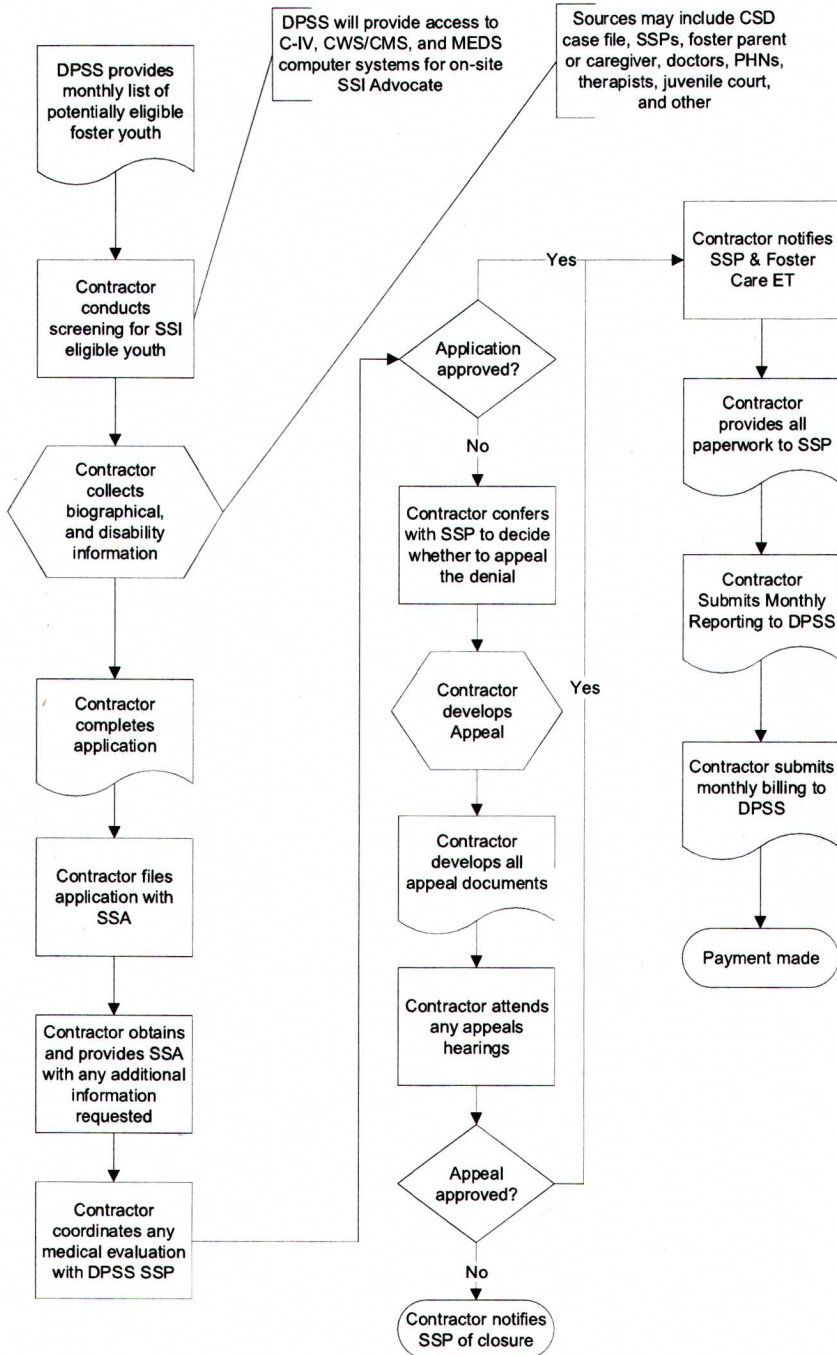 DPSS provides
monthly list of
potentially eligible
foster youth
DPSS will provide access to
C-IV, CWS/CMS, and MEDS
computer systems for on-site
SSI Advocate
Sources may include CSD
case file, SSPs, foster parent
or caregiver, doctors, PHNs,
therapists, juvenile court,
and other
Contractor
conducts
screening for SSI
eligible youth
Contractor
collects
biographical,
and disability
information
Contractor
completes
application
Contractor files
application with
SSA
Contractor obtains
and provides SSA
with any additional
information
requested
Contractor
coordinates any
medical evaluation
with DPSS SSP
Application
approved?
Yes
No
Contractor confers
with SSP to decide
whether to appeal
the denial
Contractor
develops
Appeal
Yes
Contractor
develops all
appeal documents
Contractor attends
any appeals
hearings
Appeal
approved?
No
Contractor notifies
SSP of closure
Contractor notifies
SSP & Foster
Care ET
Contractor
provides all
paperwork to SSP
Contractor
Submits Monthly
Reporting to DPSS
Contractor submits
monthly billing to
DPSS
Payment made